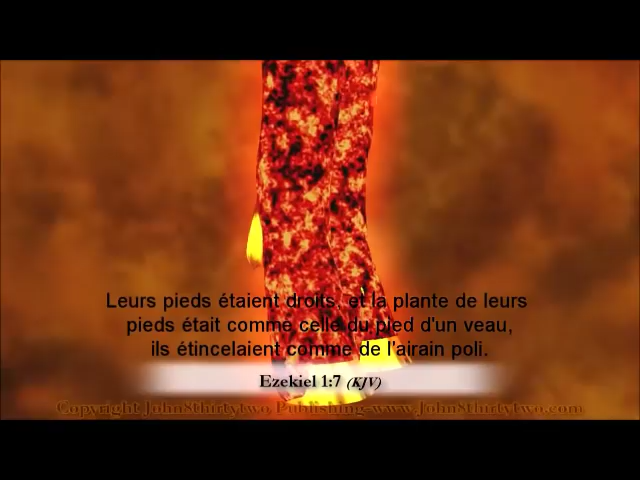 Leurs pieds étaient droits, et la plante de leurs
pieds était comme celle du pied d'un veau,
ils étincelaient comme de l'airain poli.
Ezekiel 1:7 (KJV)
Copyright John8thirtytwo Publishing-www.John8thirtytwo.com